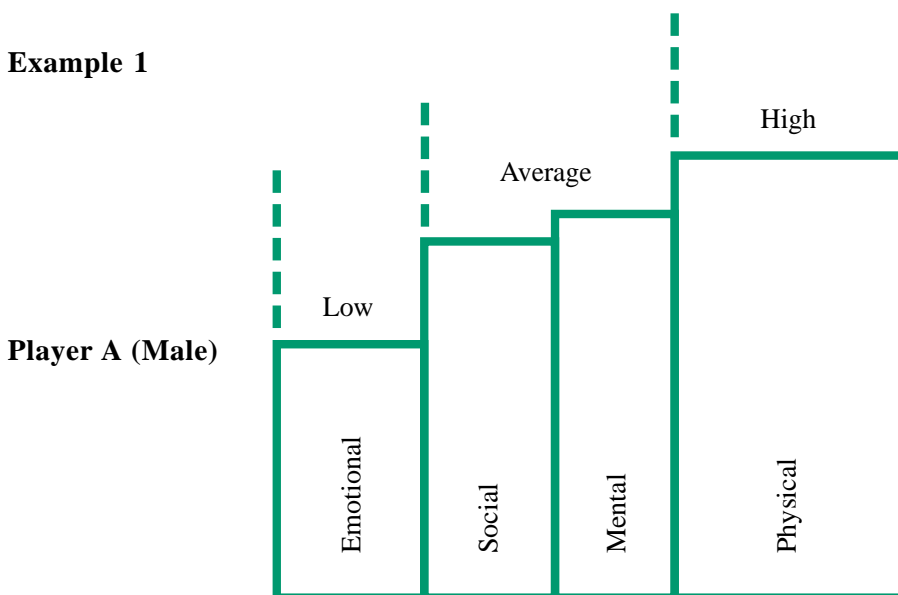 Example 1
High
Average
Low
Player A (Male)
Emotional
Social
Mental
Physical